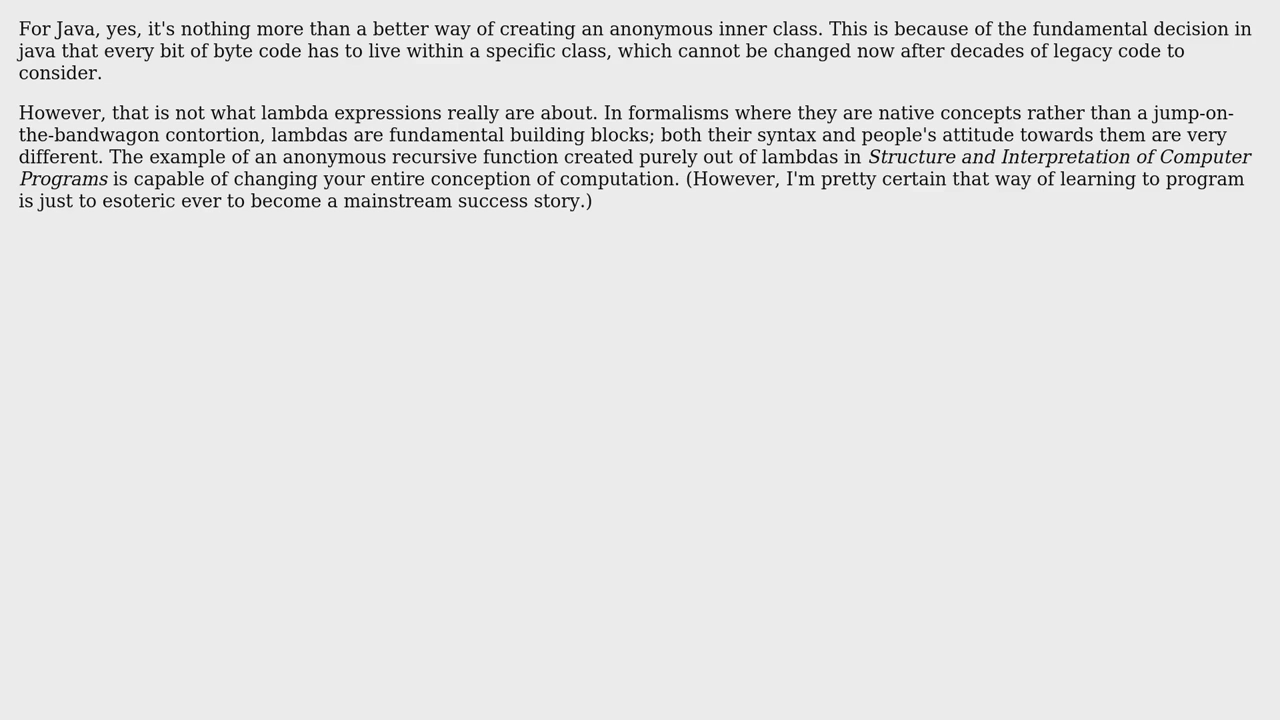 For Java, yes, it's nothing more than a better way of creating an anonymous inner class. This is because of the fundamental decision in
java that every bit of byte code has to live within a specific class, which cannot be changed now after decades of legacy code to
consider.
However, that is not what lambda expressions really are about. In formalisms where they are native concepts rather than a jump-on-
the-bandwagon contortion, lambdas are fundamental building blocks; both their syntax and people's attitude towards them are very
different. The example of an anonymous recursive function created purely out of lambdas in Structure and Interpretation of Computer
Programs is capable of changing your entire conception of computation. (However, I'm pretty certain that way of learning to program
is just to esoteric ever to become a mainstream success story.)